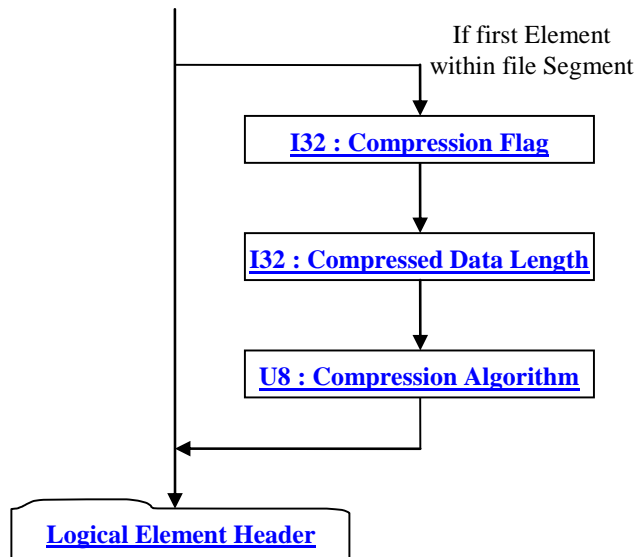 If first Element
within file Segment
I32 : Compression Flag
I32 : Compressed Data Length
U8 : Compression Algorithm
Logical Element Header